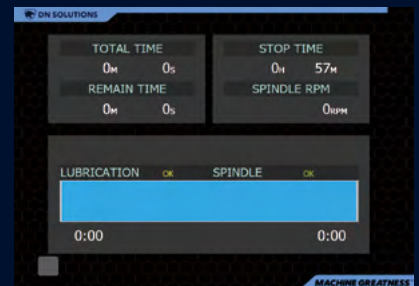 DN SOLUTIONS
TOTAL TIME
0M 0S
REMAIN TIME
0M 0S
STOP TIME
0H 57M
SPINDLE RPM
0RPM
LUBRICATION OK SPINDLE OK
0:00 0:00
MACHINE GREATNESS